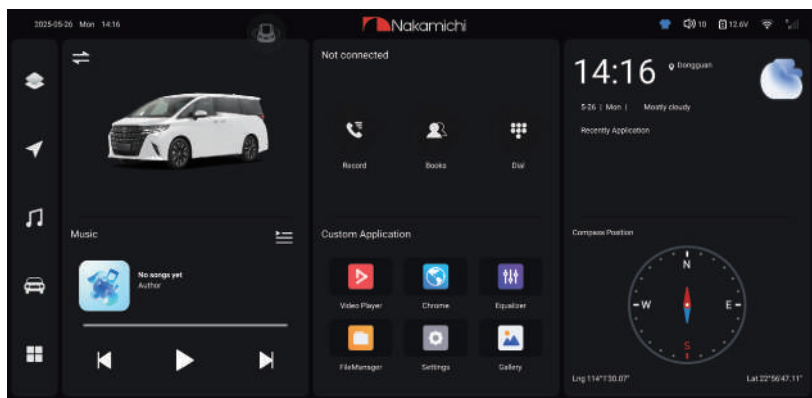 2025-05-26 Mon 14:16
Nakamichi
10
12.6V
Not connected
Record
Books
Dial
14:16
Dongguan
5-26 | Mon | Mostly cloudy
Recently Application
Music
No songs yet
Author
Custom Application
Video Player
Chrome
Equalizer
FileManager
Settings
Gallery
Compass Position
N
W
E
S
Lng 114°1'30.07"
Lat 22°56'47.11"